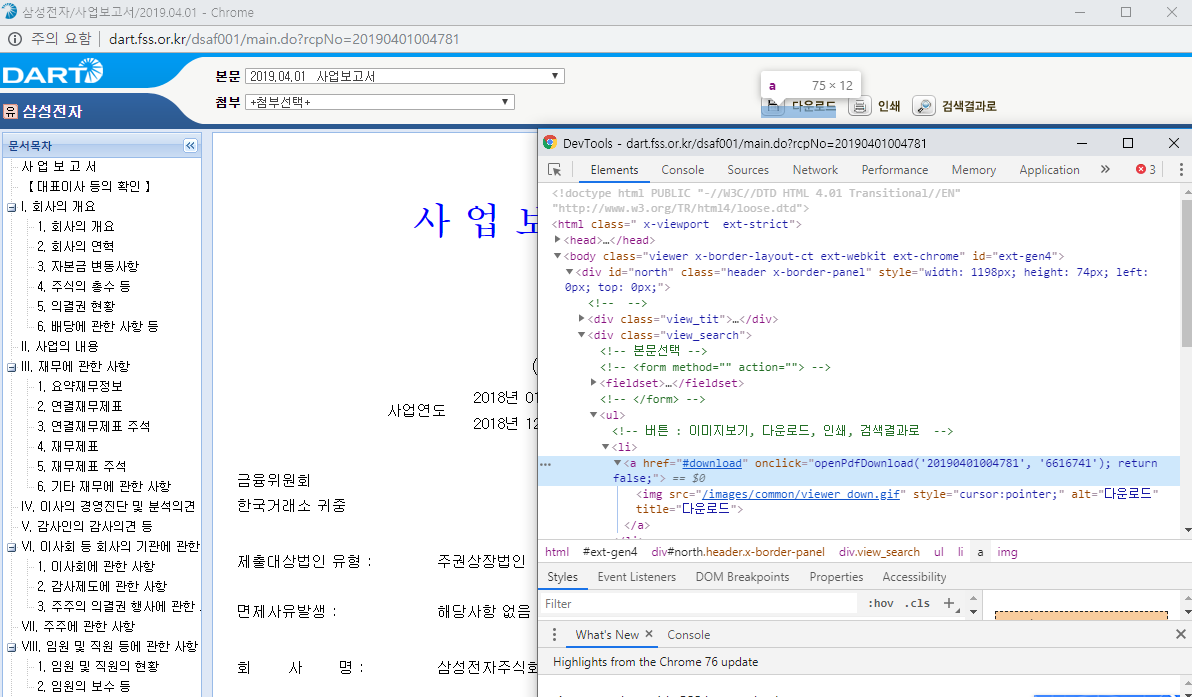 삼성전자/사업보고서/2019.04.01 - Chrome
주의 요함 | dart.fss.or.kr/dsaf001/main.do?rcpNo=20190401004781
DART
본문 2019.04.01 사업보고서
첨부 +첨부선택+
a 75 × 12
다운로드 인쇄 검색결과로
유 삼성전자
문서목차
사 업 보 고 서
【 대표이사 등의 확인 】
I. 회사의 개요
1. 회사의 개요
2. 회사의 연혁
3. 자본금 변동사항
4. 주식의 총수 등
5. 의결권 현황
6. 배당에 관한 사항 등
II. 사업의 내용
III. 재무에 관한 사항
1. 요약재무정보
2. 연결재무제표
3. 연결재무제표 주석
4. 재무제표
5. 재무제표 주석
6. 기타 재무에 관한 사항
IV. 이사의 경영진단 및 분석의견
V. 감사인의 감사의견 등
VI. 이사회 등 회사의 기관에 관한
1. 이사회에 관한 사항
2. 감사제도에 관한 사항
3. 주주의 의결권 행사에 관한 .
VII. 주주에 관한 사항
VIII. 임원 및 직원 등에 관한 사항
1. 임원 및 직원의 현황
2. 임원의 보수 등
사 업 보
(
사업연도
2018년 01
2018년 12
금융위원회
한국거래소 귀중
제출대상법인 유형 : 주권상장법인
면제사유발생 : 해당사항 없음
회 사 명 : 삼성전자주식회
DevTools - dart.fss.or.kr/dsaf001/main.do?rcpNo=20190401004781
Elements Console Sources Network Performance Memory Application » 3
<!doctype html PUBLIC "-//W3C//DTD HTML 4.01 Transitional//EN"
"http://www.w3.org/TR/html4/loose.dtd">
<html class=" x-viewport  ext-strict">
<head>…</head>
<body class="viewer x-border-layout-ct ext-webkit ext-chrome" id="ext-gen4">
<div id="north" class="header x-border-panel" style="width: 1198px; height: 74px; left:
0px; top: 0px;">
<!--  -->
<div class="view_tit">…</div>
<div class="view_search">
<!-- 본문선택 -->
<!-- <form method="" action=""> -->
<fieldset>…</fieldset>
<!-- </form> -->
<ul>
<!-- 버튼 : 이미지보기, 다운로드, 인쇄, 검색결과로  -->
<li>
<a href="#download" onclick="openPdfDownload('20190401004781', '6616741'); return
false;"> == $0
<img src="/images/common/viewer_down.gif" style="cursor:pointer;" alt="다운로드"
title="다운로드">
</a>
html #ext-gen4 div#north.header.x-border-panel div.view_search ul li a img
Styles Event Listeners DOM Breakpoints Properties Accessibility
Filter :hov .cls +
What's New × Console
Highlights from the Chrome 76 update